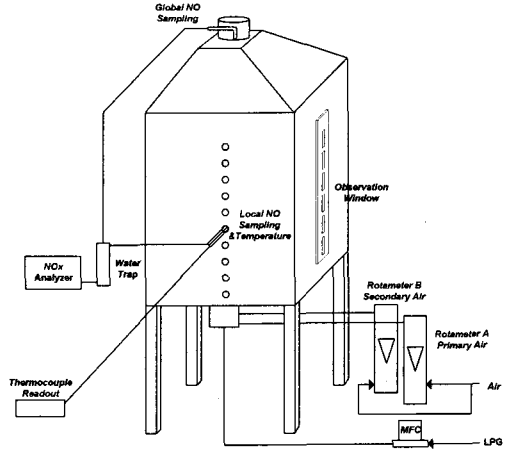 Global NO
Sampling
Observation
Window
Local NO
Sampling
&Temperature
NOx
Analyzer
Water
Trap
Rotameter B
Secondary Air
Rotameter A
Primary Air
Thermocouple
Readout
Air
MFC
LPG